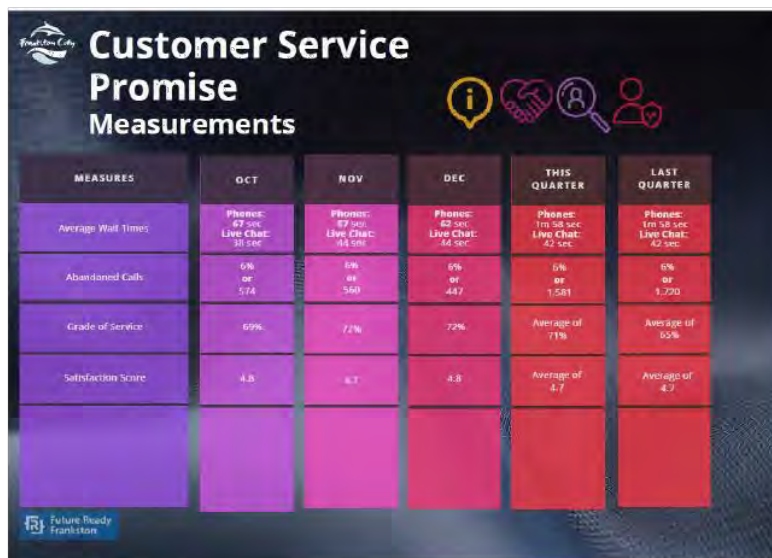 Frankston City
Customer Service
Promise
Measurements
MEASURES OCT NOV DEC THIS QUARTER LAST QUARTER
Average Wait Times
Phones:
67 sec
Live Chat:
38 sec
Phones:
sec
Live Chat:
44 sec
Phones:
62 sec
Live Chat:
44 sec
Phones:
1m 58 sec
Live Chat:
42 sec
Phones:
1m 58 sec
Live Chat:
42 sec
Abandoned Calls
6%
or
574
6%
or
560
6%
or
447
6%
or
1,581
6%
or
1,720
Grade of Service
69%
72%
72%
Average of
71%
Average of
Satisfaction Score
4.8
4.7
4.8
Average of
4.7
Average of
4.7
Future Ready
Frankston